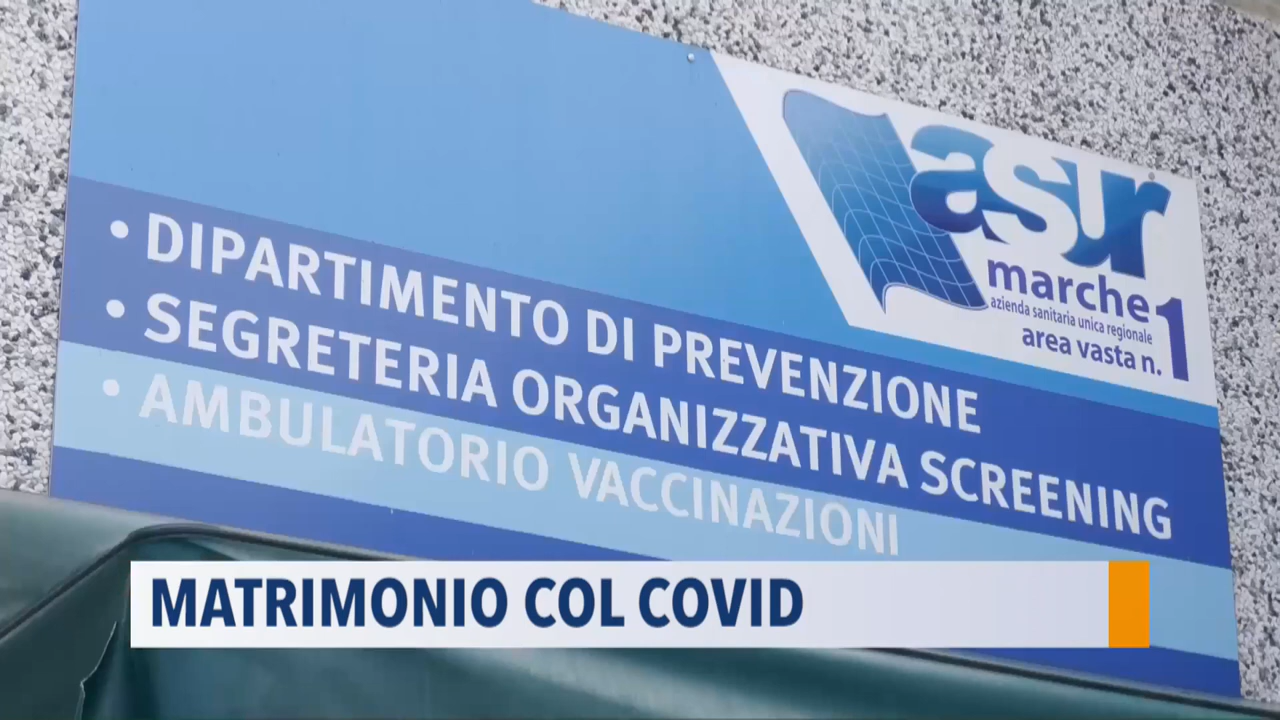 asur
marche 1
azienda sanitaria unica regionale
area vasta n.
• DIPARTIMENTO DI PREVENZIONE
• SEGRETERIA ORGANIZZATIVA SCREENING
• AMBULATORIO VACCINAZIONI
MATRIMONIO COL COVID